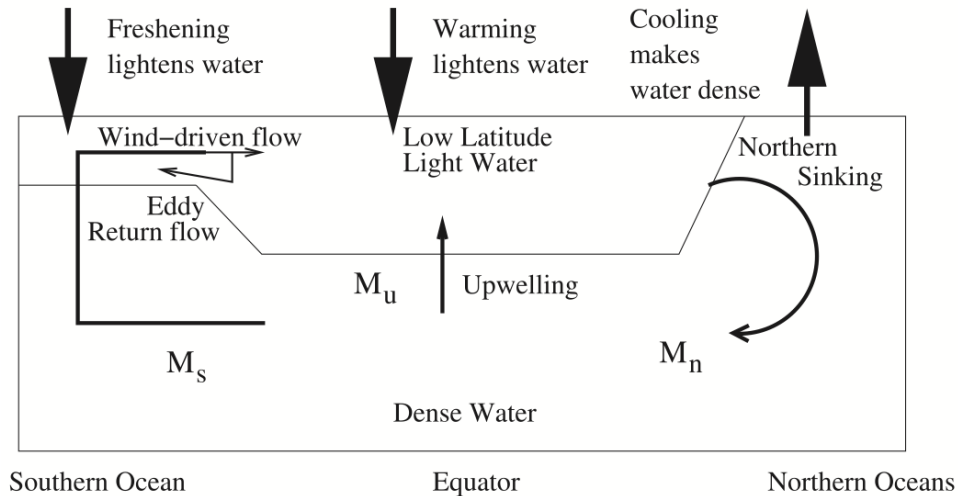 Freshening
lightens water
Warming
lightens water
Cooling
makes
water dense
Wind-driven flow
Low Latitude
Light Water
Northern
Sinking
Eddy
Return flow
M_u
Upwelling
M_s
M_n
Dense Water
Southern Ocean
Equator
Northern Oceans